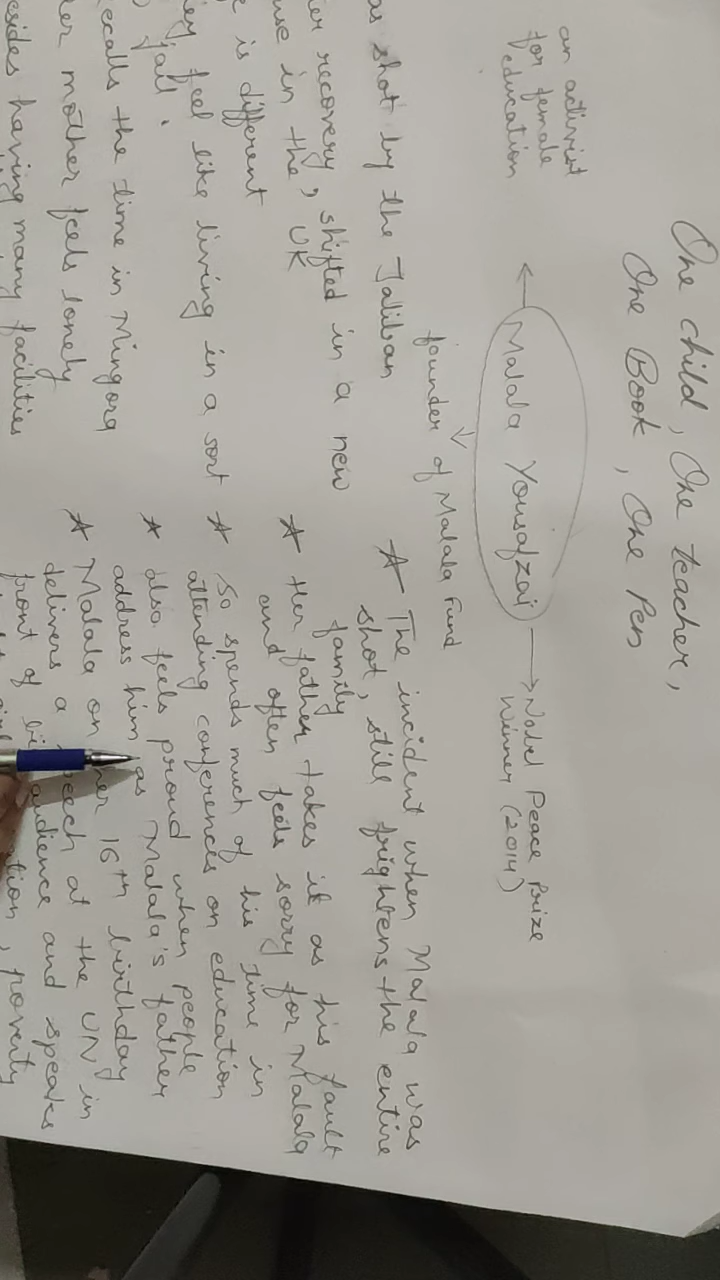 One child, One teacher,
One Book, One Pen
an activist
for female
education
Malala Yousafzai
Nobel Peace Prize
Winner (2014)
founder of Malala Fund
shot by the Taliban
recovery, shifted in a new
in the UK
is different
feel like living in a sort
jail.
the time in Mingora
mother feels lonely
having many facilities
★ The incident when Malala was
shot, still frightens the entire
family
★ Her father takes it as his fault
and often feels sorry for Malala
★ So spends much of his time in
attending conferences on education
★ also feels proud when people
address him as Malala's father
★ Malala on her 16th birthday
delivers a speech at the UN in
front of audience and speaks
poverty